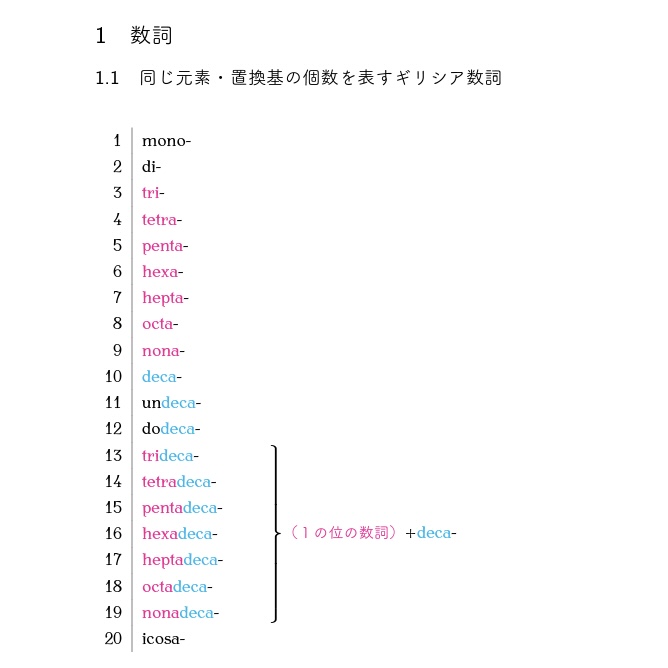 1 数詞
1.1 同じ元素・置換基の個数を表すギリシア数詞
1 mono-
2 di-
3 tri-
4 tetra-
5 penta-
6 hexa-
7 hepta-
8 octa-
9 nona-
10 deca-
11 undeca-
12 dodeca-
13 trideca-
14 tetradeca-
15 pentadeca-
16 hexadeca- （１の位の数詞）+deca-
17 heptadeca-
18 octadeca-
19 nonadeca-
20 icosa-